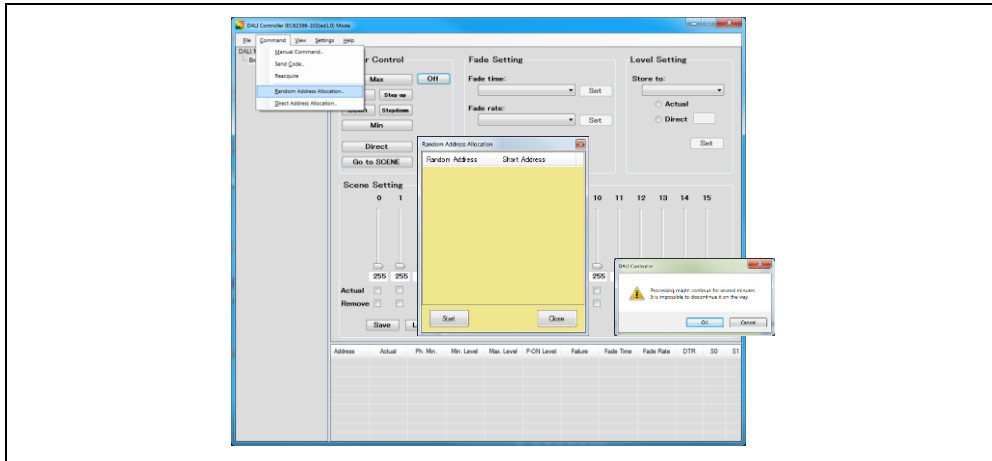 DALI Controller (IEC62386-102(ed1.0) Mode
File Command View Settings Help
Manual Command...
Send Code...
Reacquire
Random Address Allocation...
Direct Address Allocation...
Control
Max Off
Step up
Stepdown
Min
Direct
Go to SCENE
Fade Setting
Fade time:
Set
Fade rate:
Set
Level Setting
Store to:
Actual
Direct
Set
Random Address Allocation
Random Address Short Address
Start Close
Scene Setting
0 1 10 11 12 13 14 15
255 255 255
Actual
Remove
Save
DALI Controller
Processing might continue for several minutes.
It is impossible to discontinue it on the way.
OK Cancel
Address Actual Ph. Min. Min. Level Max. Level P-ON Level Failure Fade Time Fade Rate DTR S0 S1